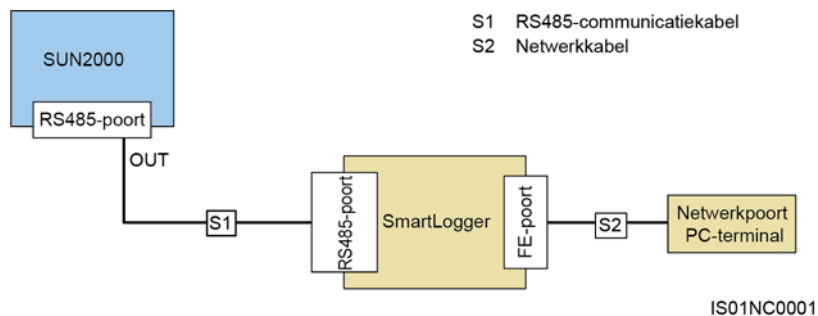 S1 RS485-communicatiekabel
S2 Netwerkkabel
SUN2000
RS485-poort
OUT
S1
RS485-poort
SmartLogger
FE-poort
S2
Netwerkpoort
PC-terminal
IS01NC0001